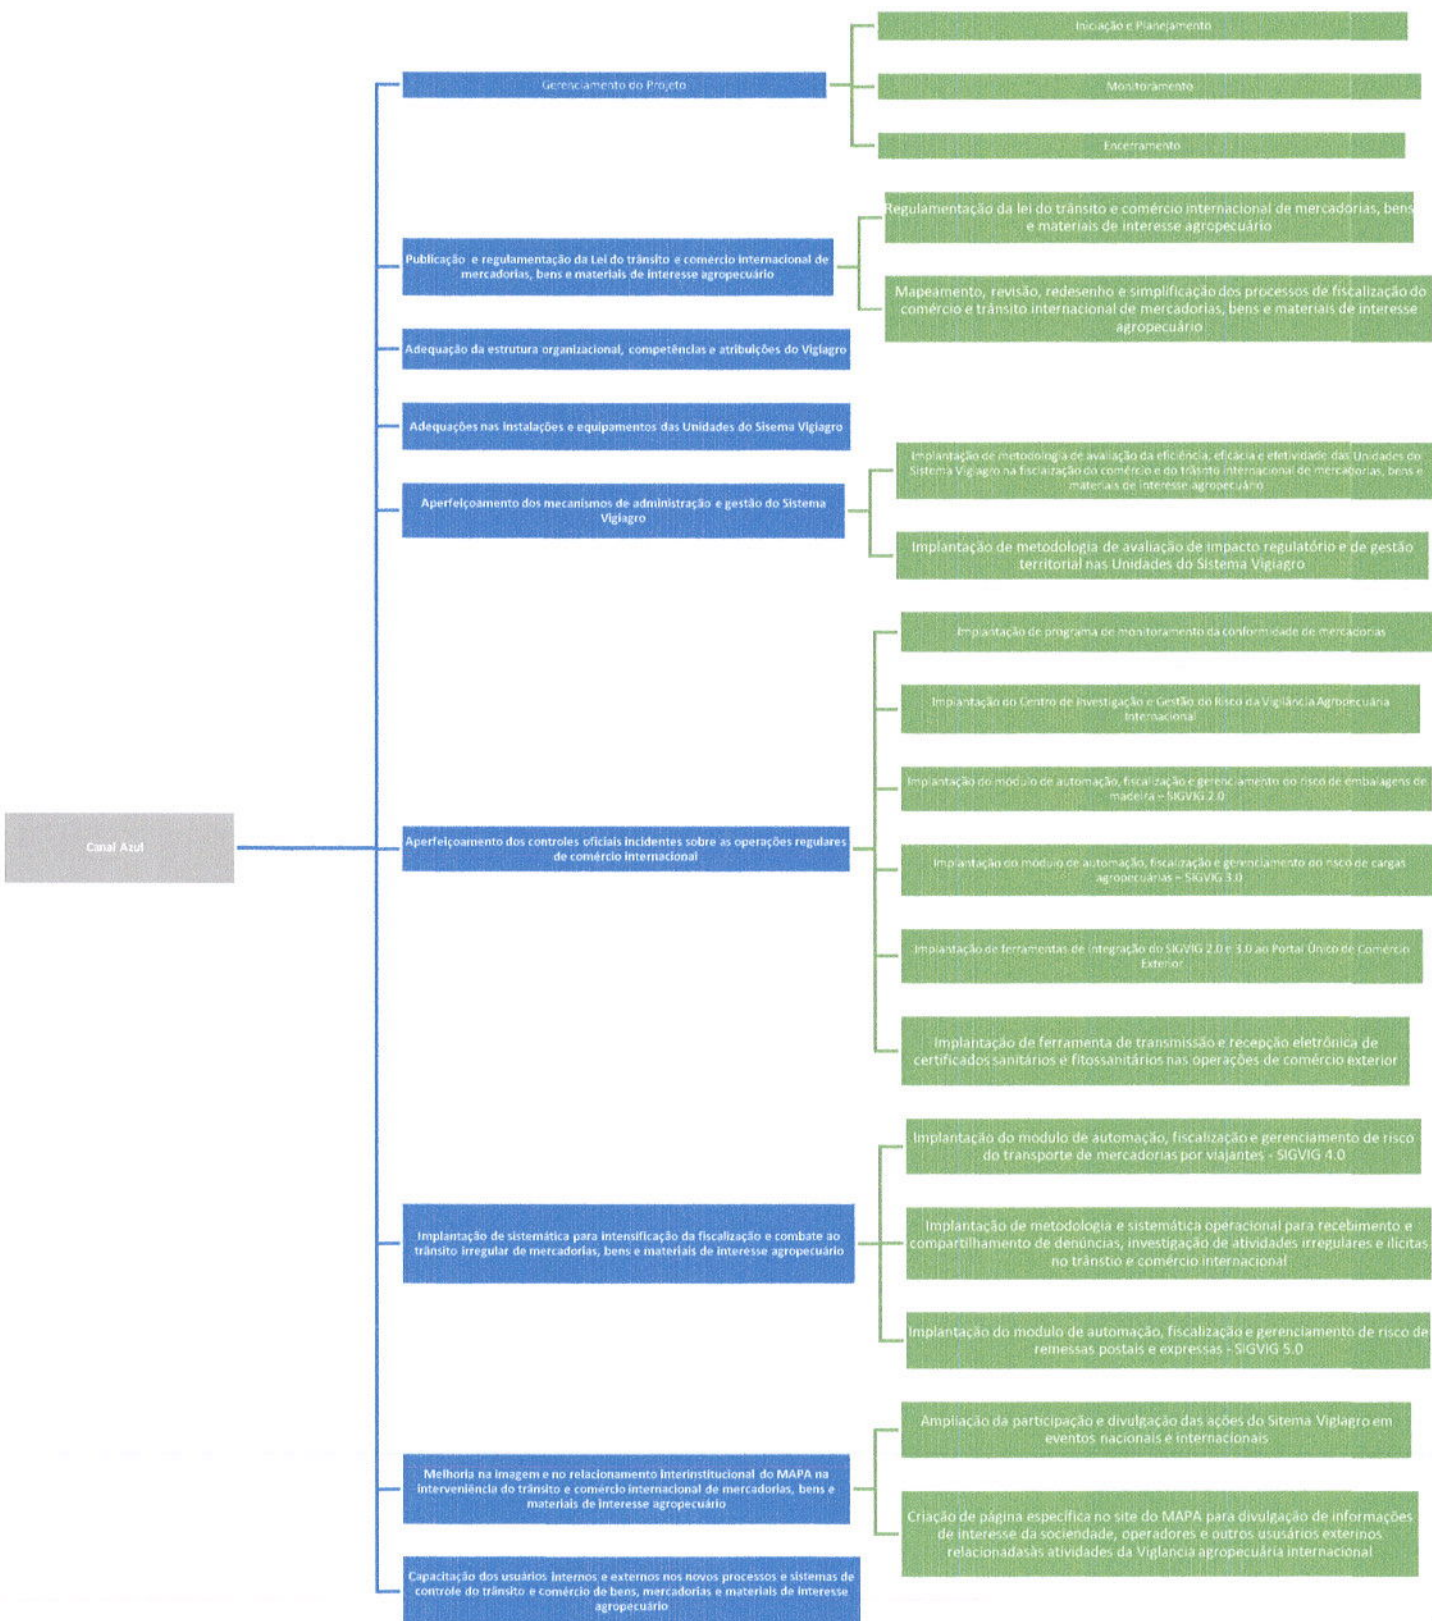 Canal Azul
Gerenciamento do Projeto
Iniciação e Planejamento
Monitoramento
Encerramento
Publicação e regulamentação da Lei do trânsito e comércio internacional de
mercadorias, bens e materiais de interesse agropecuário
Regulamentação da lei do trânsito e comércio internacional de mercadorias, bens
e materiais de interesse agropecuário
Mapeamento, revisão, redesenho e simplificação dos processos de fiscalização do
comércio e trânsito internacional de mercadorias, bens e materiais de interesse
agropecuário
Adequação da estrutura organizacional, competências e atribuições do Vigiagro
Adequações nas instalações e equipamentos das Unidades do Sisema Vigiagro
Aperfeiçoamento dos mecanismos de administração e gestão do Sistema
Vigiagro
Implantação de metodologia de avaliação da eficiência, eficácia e efetividade das Unidades do
Sistema Vigiagro na fiscialização do comércio e do trâsnito internacional de mercadorias, bens e
materiais de interesse agropecuário
Implantação de metodologia de avaliação de impacto regulatório e de gestão
territorial nas Unidades do Sistema Vigiagro
Aperfeiçoamento dos controles oficiais incidentes sobre as operações regulares
de comércio internacional
Implantação de programa de monitoramento da conformidade de mercadorias
Implantação do Centro de Investigação e Gestão do Risco da Vigilância Agropecuária
Internacional
Implantação do módulo de automação, fiscalização e gerenciamento do risco de embalagens de
madeira – SIGVIG 2.0
Implantação do módulo de automação, fiscalização e gerenciamento do risco de cargas
agropecuárias – SIGVIG 3.0
Implantação de ferramentas de integração do SIGVIG 2.0 e 3.0 ao Portal Único de Comércio
Exterior
Implantação de ferramenta de transmissão e recepção eletrônica de
certificados sanitários e fitossanitários nas operações de comércio exterior
Implantação de sistemática para intensificação da fiscalização e combate ao
trânsito irregular de mercadorias, bens e materiais de interesse agropecuário
Implantação do modulo de automação, fiscalização e gerenciamento de risco
do transporte de mercadorias por viajantes - SIGVIG 4.0
Implantação de metodologia e sistemática operacional para recebimento e
compartilhamento de denúncias, investigação de atividades irregulares e ilícitas
no trânstio e comércio internacional
Implantação do modulo de automação, fiscalização e gerenciamento de risco de
remessas postais e expressas - SIGVIG 5.0
Melhoria na imagem e no relacionamento interinstitucional do MAPA na
interveniência do trânsito e comércio internacional de mercadorias, bens e
materiais de interesse agropecuário
Ampliação da participação e divulgação das ações do Sitema Vigiagro em
eventos nacionais e internacionais
Criação de página específica no site do MAPA para divulgação de informações
de interesse da sociendade, operadores e outros ususários exterinos
relacionadasàs atividades da Viglancia agropecuária internacional
Capacitação dos usuários internos e externos nos novos processos e sistemas de
controle do trânsito e comércio de bens, mercadorias e materiais de interesse
agropecuário